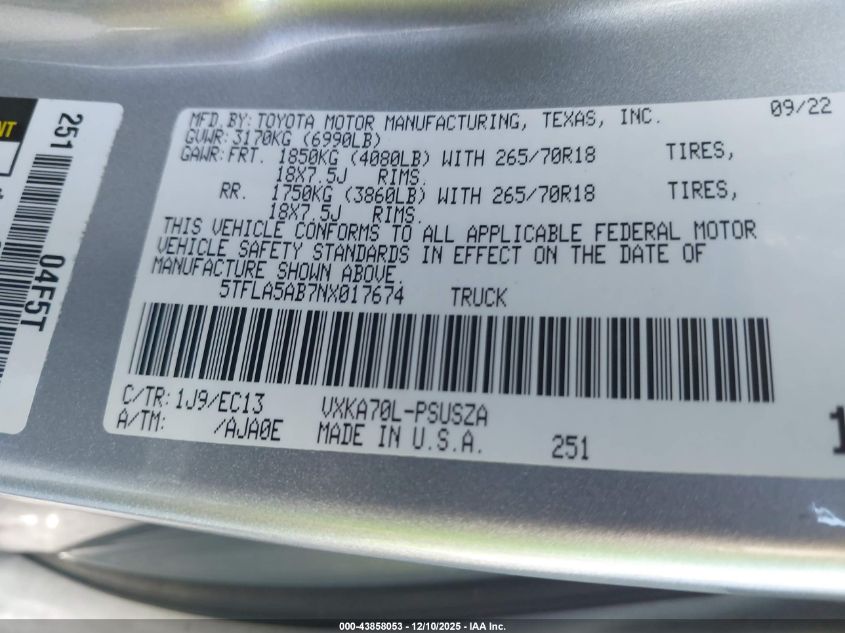 MFD.BY:TOYOTA MOTOR MANUFACTURING, TEXAS, INC. 09/22
GVWR:3170KG (6990LB)
GAWR:FRT. 1850KG (4080LB) WITH 265/70R18 TIRES,
18X7.5J RIMS.
RR. 1750KG (3860LB) WITH 265/70R18 TIRES,
18X7.5J RIMS.
THIS VEHICLE CONFORMS TO ALL APPLICABLE FEDERAL MOTOR
VEHICLE SAFETY STANDARDS IN EFFECT ON THE DATE OF
MANUFACTURE SHOWN ABOVE.
5TFLA5AB7NX017674 TRUCK
C/TR:1J9/EC13 VXKA70L-PSUSZA
A/TM: /AJA0E MADE IN U.S.A. 251
251
04F5T
000-43858053 - 12/10/2025 - IAA Inc.